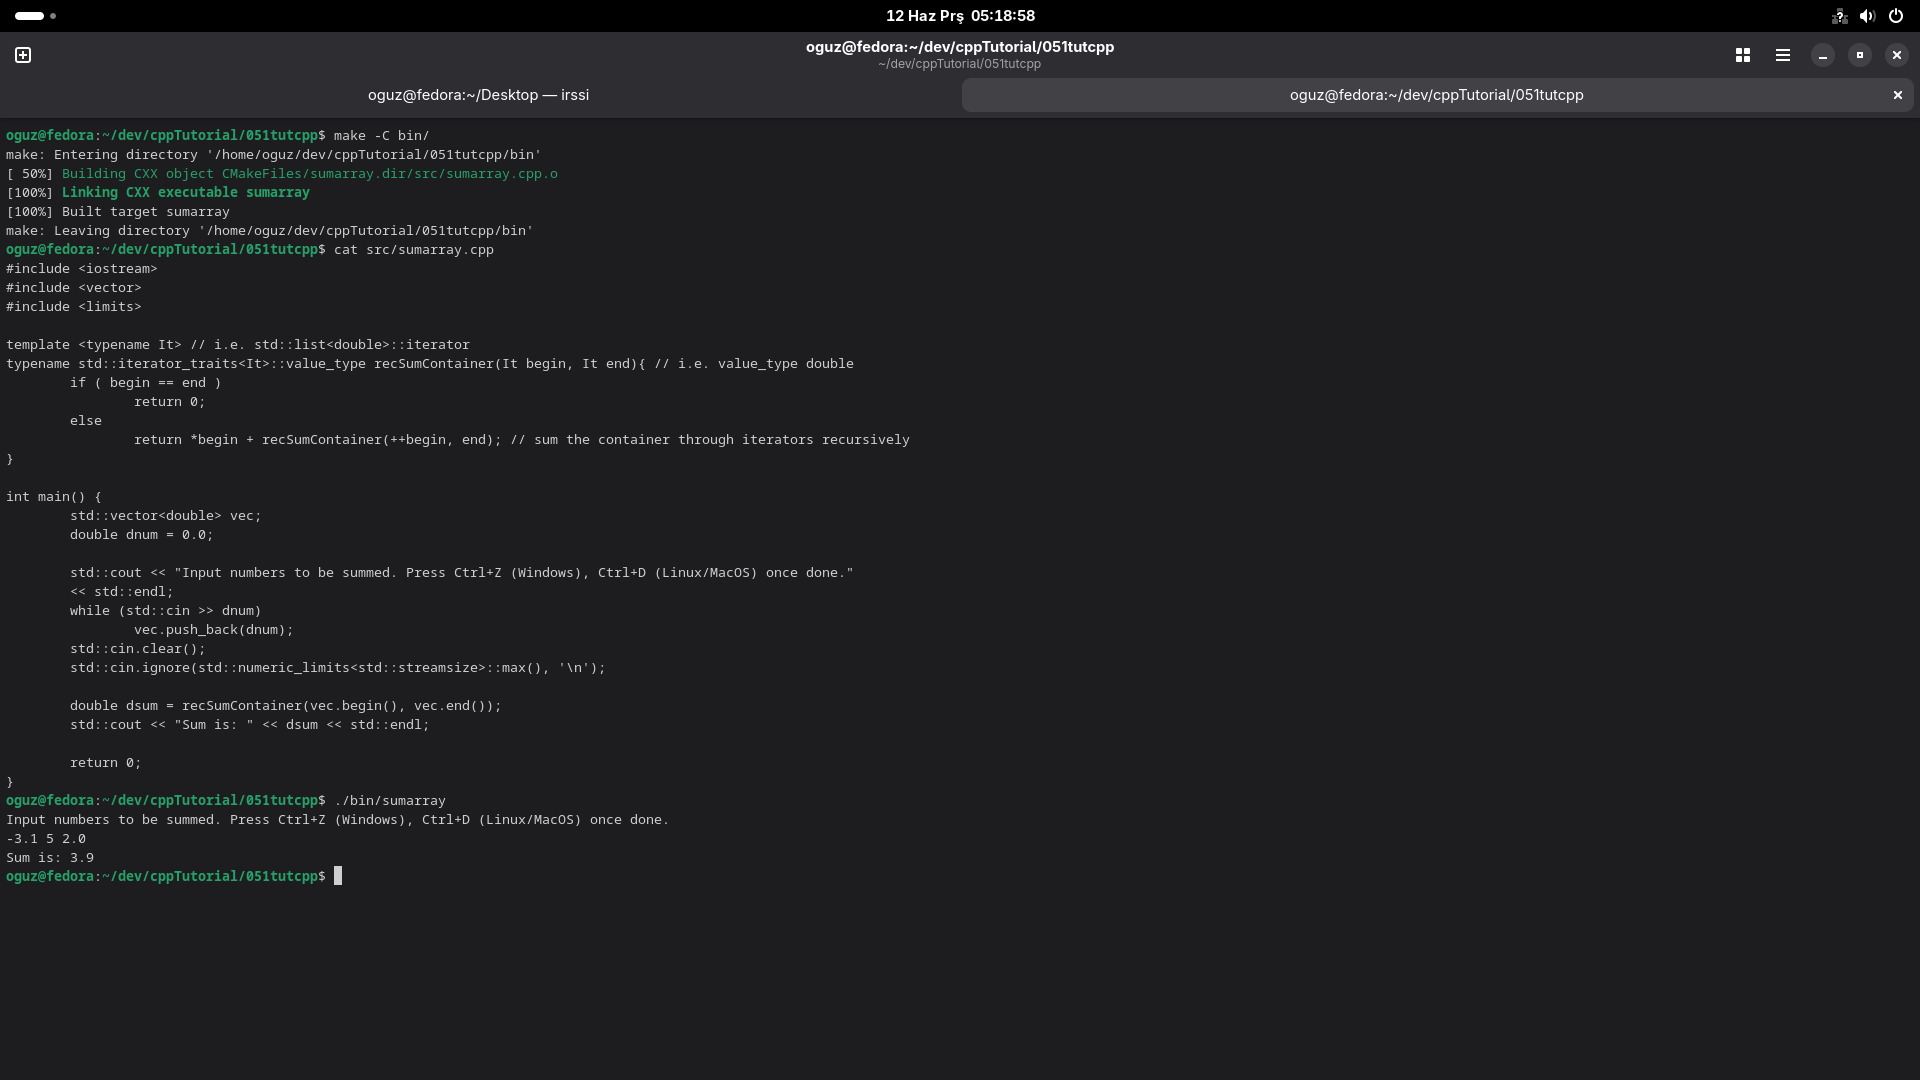 12 Haz Prş 05:18:58
oguz@fedora:~/dev/cppTutorial/051tutcpp
~/dev/cppTutorial/051tutcpp
oguz@fedora:~/Desktop — irssi
oguz@fedora:~/dev/cppTutorial/051tutcpp
oguz@fedora:~/dev/cppTutorial/051tutcpp$ make -C bin/
make: Entering directory '/home/oguz/dev/cppTutorial/051tutcpp/bin'
[ 50%] Building CXX object CMakeFiles/sumarray.dir/src/sumarray.cpp.o
[100%] Linking CXX executable sumarray
[100%] Built target sumarray
make: Leaving directory '/home/oguz/dev/cppTutorial/051tutcpp/bin'
oguz@fedora:~/dev/cppTutorial/051tutcpp$ cat src/sumarray.cpp
#include <iostream>
#include <vector>
#include <limits>

template <typename It> // i.e. std::list<double>::iterator
typename std::iterator_traits<It>::value_type recSumContainer(It begin, It end){ // i.e. value_type double
        if ( begin == end )
                return 0;
        else
                return *begin + recSumContainer(++begin, end); // sum the container through iterators recursively
}

int main() {
        std::vector<double> vec;
        double dnum = 0.0;

        std::cout << "Input numbers to be summed. Press Ctrl+Z (Windows), Ctrl+D (Linux/MacOS) once done."
        << std::endl;
        while (std::cin >> dnum)
                vec.push_back(dnum);
        std::cin.clear();
        std::cin.ignore(std::numeric_limits<std::streamsize>::max(), '\n');

        double dsum = recSumContainer(vec.begin(), vec.end());
        std::cout << "Sum is: " << dsum << std::endl;

        return 0;
}
oguz@fedora:~/dev/cppTutorial/051tutcpp$ ./bin/sumarray
Input numbers to be summed. Press Ctrl+Z (Windows), Ctrl+D (Linux/MacOS) once done.
-3.1 5 2.0
Sum is: 3.9
oguz@fedora:~/dev/cppTutorial/051tutcpp$